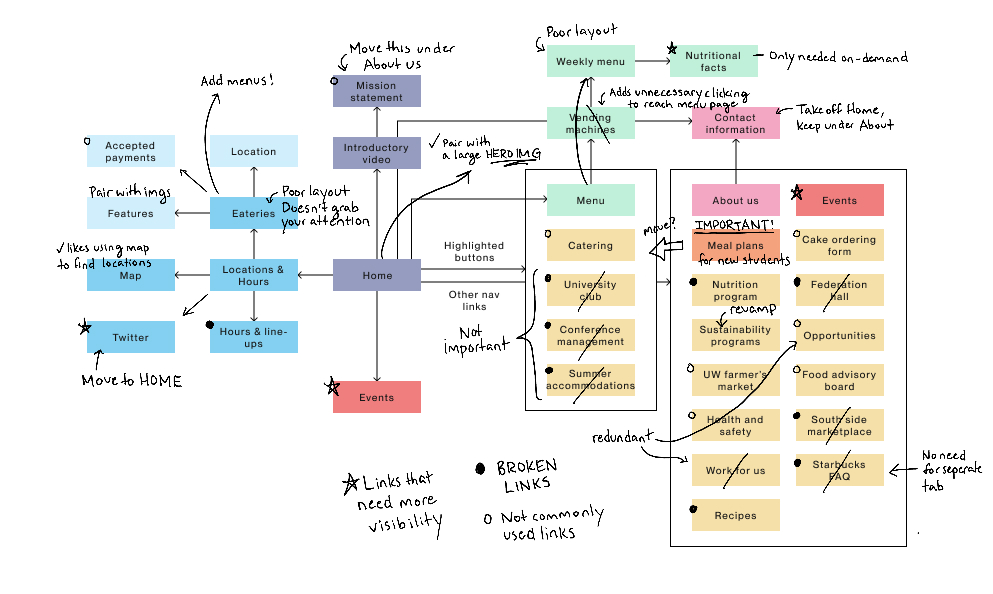 Poor layout
Weekly menu
Nutritional
facts
Only needed on-demand
Move this under
About us
Mission
statement
Add menus!
Adds unnecessary clicking
to reach menu page
Vending
machines
Contact
information
Take off Home,
keep under About
Accepted
payments
Location
Introductory
video
Pair with
a large HERO IMG
Pair with imgs
Features
Eateries
Poor layout
Doesn't grab
your attention
Menu
About us
Events
likes using map
to find locations
Map
Locations &
Hours
Home
Highlighted
buttons
Other nav
links
Catering
move?
IMPORTANT!
Meal plans
for new students
Cake ordering
form
University
club
Nutrition
program
Federation
hall
revamp
Twitter
Hours & line-
ups
Not
important
Conference
management
Sustainability
programs
Opportunities
Move to HOME
Events
Summer
accommodations
UW farmer's
market
Food advisory
board
Health and
safety
South side
marketplace
redundant
Work for us
Starbucks
FAQ
No need
for seperate
tab
Recipes
Links that
need more
visibility
BROKEN
LINKS
Not commonly
used links